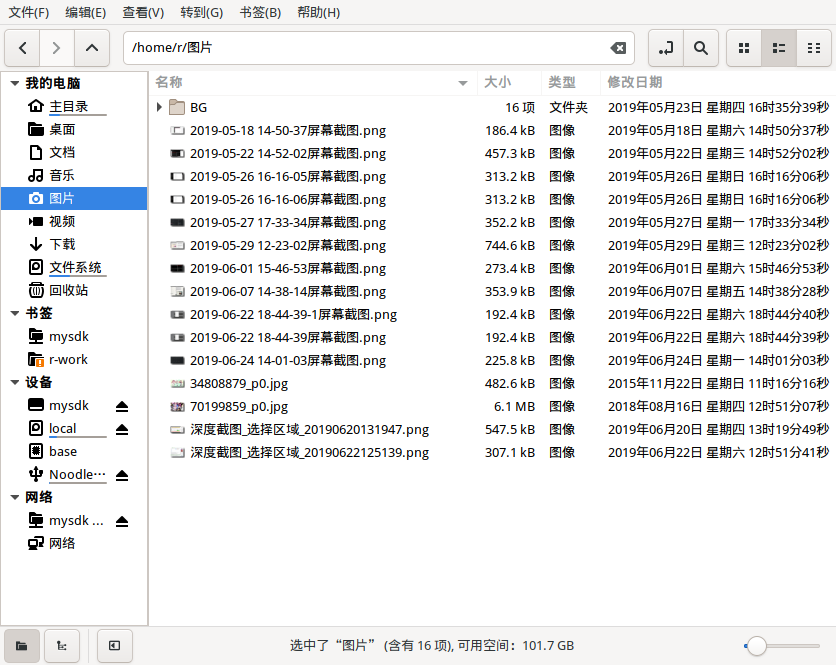 文件(F) 编辑(E) 查看(V) 转到(G) 书签(B) 帮助(H)
/home/r/图片
我的电脑
主目录
桌面
文档
音乐
图片
视频
下载
文件系统
回收站
书签
mysdk
r-work
设备
mysdk
local
base
Noodle…
网络
mysdk ...
网络
名称 大小 类型 修改日期
BG 16 项 文件夹 2019年05月23日 星期四 16时35分39秒
2019-05-18 14-50-37屏幕截图.png 186.4 kB 图像 2019年05月18日 星期六 14时50分37秒
2019-05-22 14-52-02屏幕截图.png 457.3 kB 图像 2019年05月22日 星期三 14时52分02秒
2019-05-26 16-16-05屏幕截图.png 313.2 kB 图像 2019年05月26日 星期日 16时16分06秒
2019-05-26 16-16-06屏幕截图.png 313.2 kB 图像 2019年05月26日 星期日 16时16分06秒
2019-05-27 17-33-34屏幕截图.png 352.2 kB 图像 2019年05月27日 星期一 17时33分34秒
2019-05-29 12-23-02屏幕截图.png 744.6 kB 图像 2019年05月29日 星期三 12时23分02秒
2019-06-01 15-46-53屏幕截图.png 273.4 kB 图像 2019年06月01日 星期六 15时46分53秒
2019-06-07 14-38-14屏幕截图.png 353.9 kB 图像 2019年06月07日 星期五 14时38分28秒
2019-06-22 18-44-39-1屏幕截图.png 192.4 kB 图像 2019年06月22日 星期六 18时44分40秒
2019-06-22 18-44-39屏幕截图.png 192.4 kB 图像 2019年06月22日 星期六 18时44分39秒
2019-06-24 14-01-03屏幕截图.png 225.8 kB 图像 2019年06月24日 星期一 14时01分03秒
34808879_p0.jpg 482.6 kB 图像 2015年11月22日 星期日 11时16分16秒
70199859_p0.jpg 6.1 MB 图像 2018年08月16日 星期四 12时51分07秒
深度截图_选择区域_20190620131947.png 547.5 kB 图像 2019年06月20日 星期四 13时19分49秒
深度截图_选择区域_20190622125139.png 307.1 kB 图像 2019年06月22日 星期六 12时51分41秒
选中了“图片” (含有 16 项), 可用空间：101.7 GB